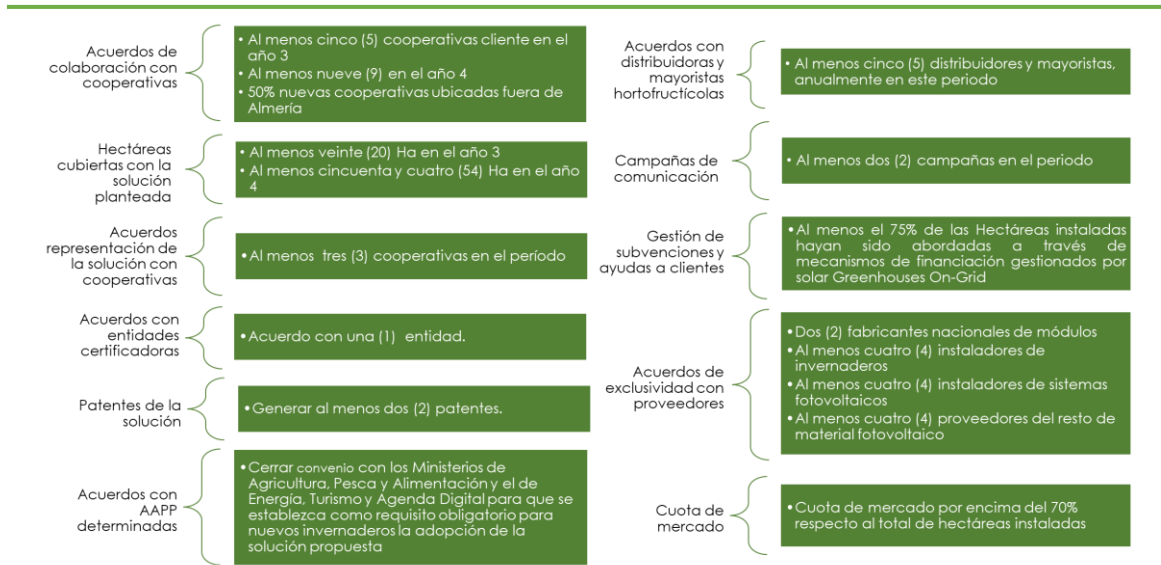 Acuerdos de
colaboración con
cooperativas
• Al menos cinco (5) cooperativas cliente en el
año 3
• Al menos nueve (9) en el año 4
• 50% nuevas cooperativas ubicadas fuera de
Almería
Hectáreas
cubiertas con la
solución
planteada
• Al menos veinte (20) Ha en el año 3
• Al menos cincuenta y cuatro (54) Ha en el año
4
Acuerdos
representación de
la solución con
cooperativas
• Al menos tres (3) cooperativas en el período
Acuerdos con
entidades
certificadoras
• Acuerdo con una (1) entidad.
Patentes de la
solución
• Generar al menos dos (2) patentes.
Acuerdos con
AAPP
determinadas
• Cerrar convenio con los Ministerios de
Agricultura, Pesca y Alimentación y el de
Energía, Turismo y Agenda Digital para que se
establezca como requisito obligatorio para
nuevos invernaderos la adopción de la
solución propuesta
Acuerdos con
distribuidoras y
mayoristas
hortofructícolas
• Al menos cinco (5) distribuidores y mayoristas,
anualmente en este periodo
Campañas de
comunicación
• Al menos dos (2) campañas en el periodo
Gestión de
subvenciones y
ayudas a clientes
• Al menos el 75% de las Hectáreas instaladas
hayan sido abordadas a través de
mecanismos de financiación gestionados por
solar Greenhouses On-Grid
Acuerdos de
exclusividad con
proveedores
• Dos (2) fabricantes nacionales de módulos
• Al menos cuatro (4) instaladores de
invernaderos
• Al menos cuatro (4) instaladores de sistemas
fotovoltaicos
• Al menos cuatro (4) proveedores del resto de
material fotovoltaico
Cuota de
mercado
• Cuota de mercado por encima del 70%
respecto al total de hectáreas instaladas